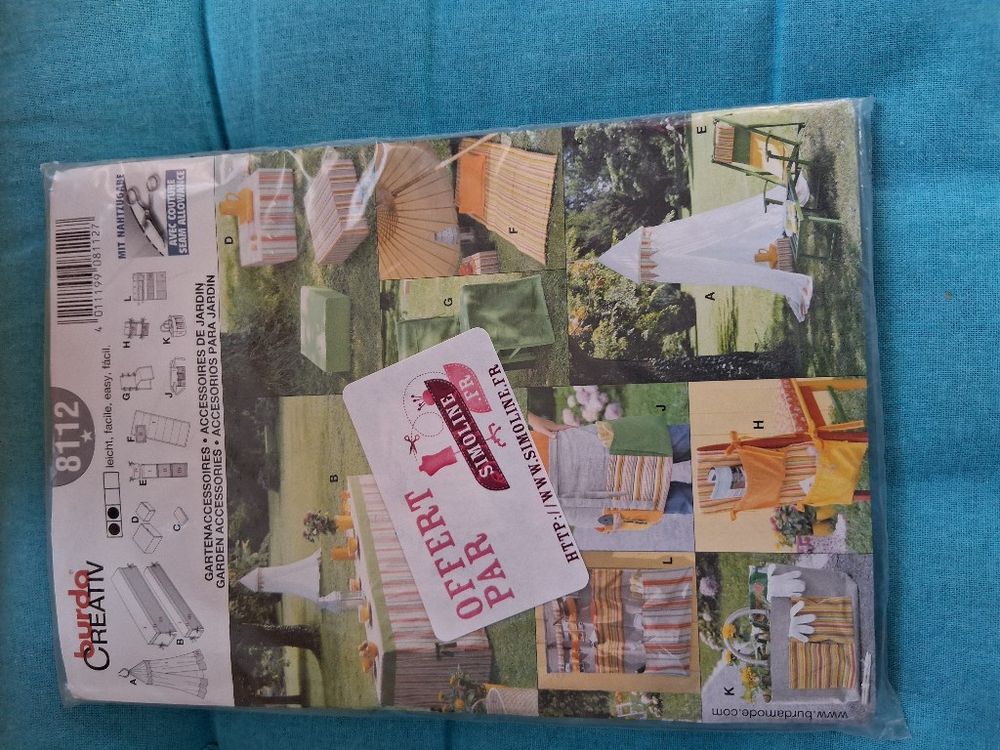 burda®
CREATIV
8112
leicht, facile, easy, fácil.
4 011199 081127
MIT NAHTZUGABE
AVEC COUTURE
SEAM ALLOWANCE
A
B
C
D
E
F
G
H
J
K
L
GARTENACCESSOIRES • ACCESSOIRES DE JARDIN
GARDEN ACCESSORIES • ACCESORIOS PARA JARDÍN
B
D
G
F
A
E
J
H
L
K
OFFERT
PAR
SIMOLINE
.FR
HTTP://WWW.SIMOLINE.FR
www.burdamode.com